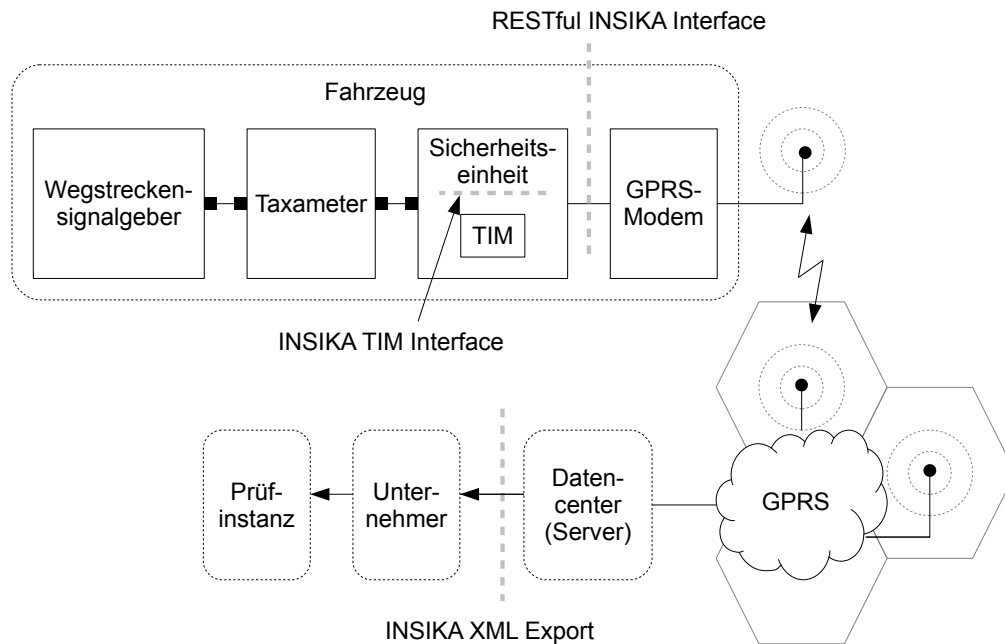 RESTful INSIKA Interface
Fahrzeug
Wegstrecken-
signalgeber
Taxameter
Sicherheits-
einheit
TIM
GPRS-
Modem
INSIKA TIM Interface
Prüf-
instanz
Unter-
nehmer
Daten-
center
(Server)
GPRS
INSIKA XML Export